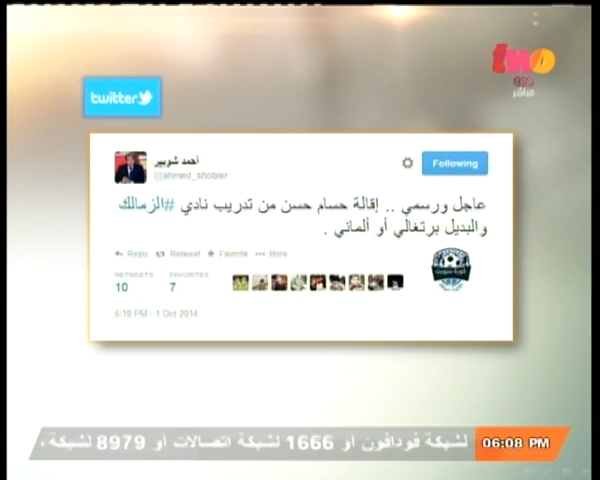 two
مباشر
twitter
أحمد شوبير
@ahmed_shobier
Following
عاجل ورسمي .. إقالة حسام حسن من تدريب نادي #الزمالك
والبديل برتغالي أو ألماني .
Reply Retweet Favorite More
RETWEETS FAVORITES
10 7
5:19 PM - 1 Oct 2014
لشبكة فودافون أو 1666 لشبكة اتصالات أو 8979 لشبكة
06:08 PM